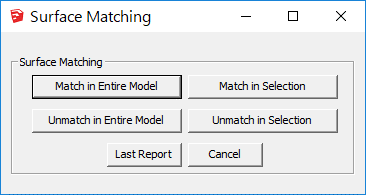 Surface Matching
Surface Matching
Match in Entire Model
Match in Selection
Unmatch in Entire Model
Unmatch in Selection
Last Report
Cancel